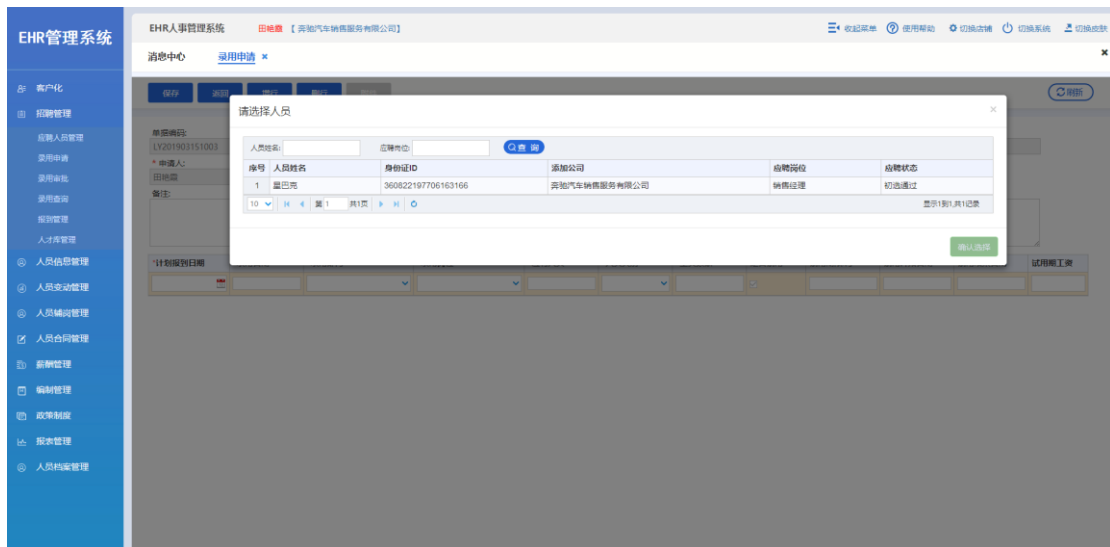 EHR管理系统
EHR人事管理系统
【 奔驰汽车销售服务有限公司】
收起菜单
使用帮助
切换店铺
切换系统
切换皮肤
消息中心
录用申请 ×
×
客户化
招聘管理
应聘人员管理
录用申请
录用审批
录用查询
报到管理
人才库管理
人员信息管理
人员变动管理
人员辅岗管理
人员合同管理
薪酬管理
编制管理
政策制度
报表管理
人员档案管理
保存
返回
增行
刷新
单据编码:
LY201903151003
* 申请人:
备注:
请选择人员
×
人员姓名:
应聘岗位:
查 询
序号 人员姓名 身份证ID 添加公司 应聘岗位 应聘状态
1 星巴克 360822197706163166 奔驰汽车销售服务有限公司 销售经理 初选通过
10 第 1 共1页
显示1到1,共1记录
确认选择
*计划报到日期
试用期工资